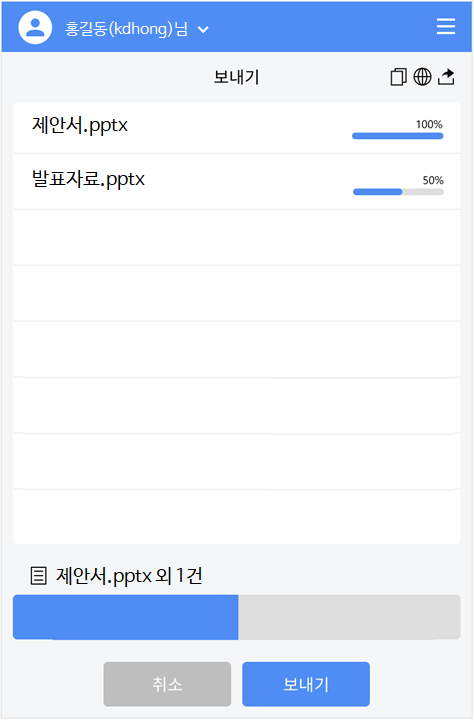 홍길동(kdhong)님
보내기
제안서.pptx
100%
발표자료.pptx
50%
제안서.pptx 외 1건
취소
보내기